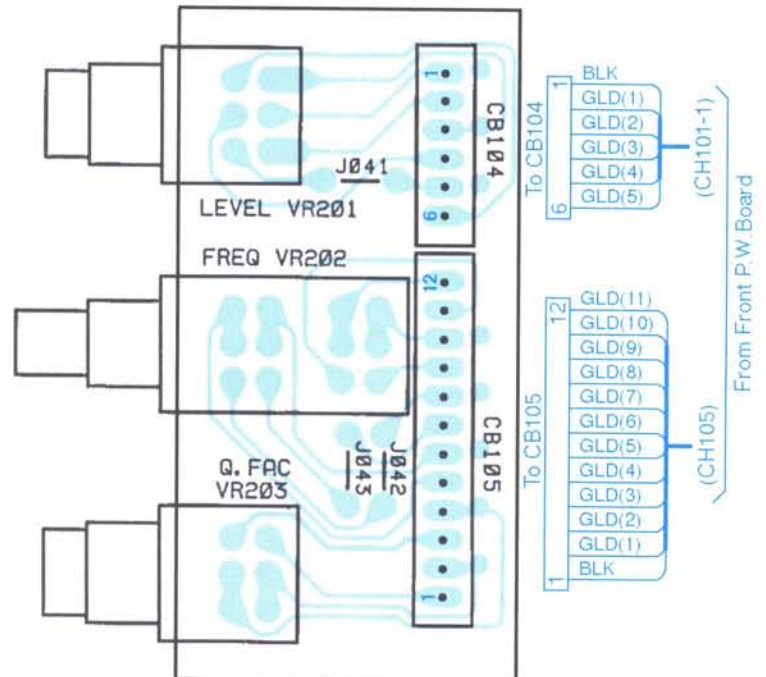 LEVEL VR201
J041
1
6
CB104
FREQ VR202
12
1
CB105
J043
J042
Q.FAC
VR203
To CB104
1
6
BLK
GLD(1)
GLD(2)
GLD(3)
GLD(4)
GLD(5)
(CH101-1)
To CB105
12
1
GLD(11)
GLD(10)
GLD(9)
GLD(8)
GLD(7)
GLD(6)
GLD(5)
GLD(4)
GLD(3)
GLD(2)
GLD(1)
BLK
(CH105)
From Front P.W.Board